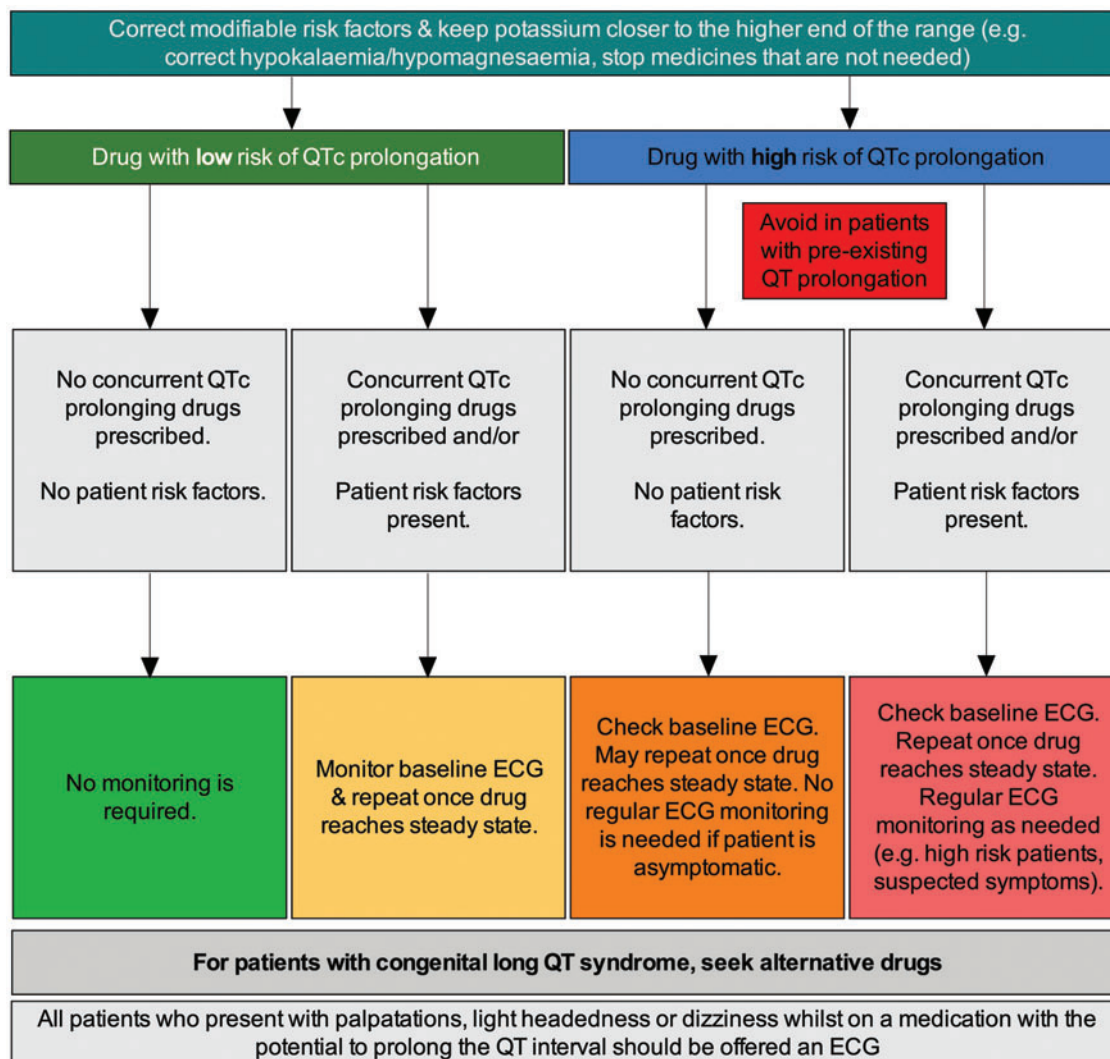 Correct modifiable risk factors & keep potassium closer to the higher end of the range (e.g.
correct hypokalaemia/hypomagnesaemia, stop medicines that are not needed)
Drug with low risk of QTc prolongation
Drug with high risk of QTc prolongation
Avoid in patients
with pre-existing
QT prolongation
No concurrent QTc
prolonging drugs
prescribed.
No patient risk factors.
Concurrent QTc
prolonging drugs
prescribed and/or
Patient risk factors
present.
No concurrent QTc
prolonging drugs
prescribed.
No patient risk
factors.
Concurrent QTc
prolonging drugs
prescribed and/or
Patient risk factors
present.
No monitoring is
required.
Monitor baseline ECG
& repeat once drug
reaches steady state.
Check baseline ECG.
May repeat once drug
reaches steady state. No
regular ECG monitoring
is needed if patient is
asymptomatic.
Check baseline ECG.
Repeat once drug
reaches steady state.
Regular ECG
monitoring as needed
(e.g. high risk patients,
suspected symptoms).
For patients with congenital long QT syndrome, seek alternative drugs
All patients who present with palpatations, light headedness or dizziness whilst on a medication with the
potential to prolong the QT interval should be offered an ECG